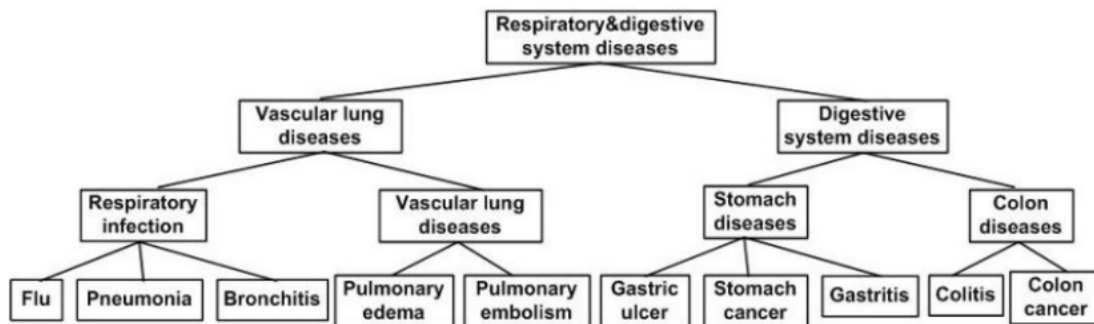 Respiratory&digestive
system diseases
Vascular lung
diseases
Digestive
system diseases
Respiratory
infection
Vascular lung
diseases
Stomach
diseases
Colon
diseases
Flu
Pneumonia
Bronchitis
Pulmonary
edema
Pulmonary
embolism
Gastric
ulcer
Stomach
cancer
Gastritis
Colitis
Colon
cancer